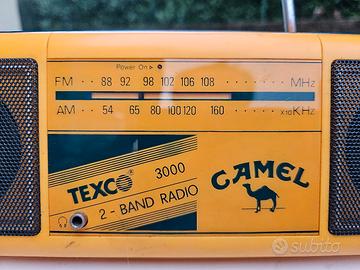 Power On
FM 88 92 98 102 106 108 MHz
AM 54 65 80 100 120 160 x10 KHz
TEXCO 3000
2 - BAND RADIO
CAMEL
subito